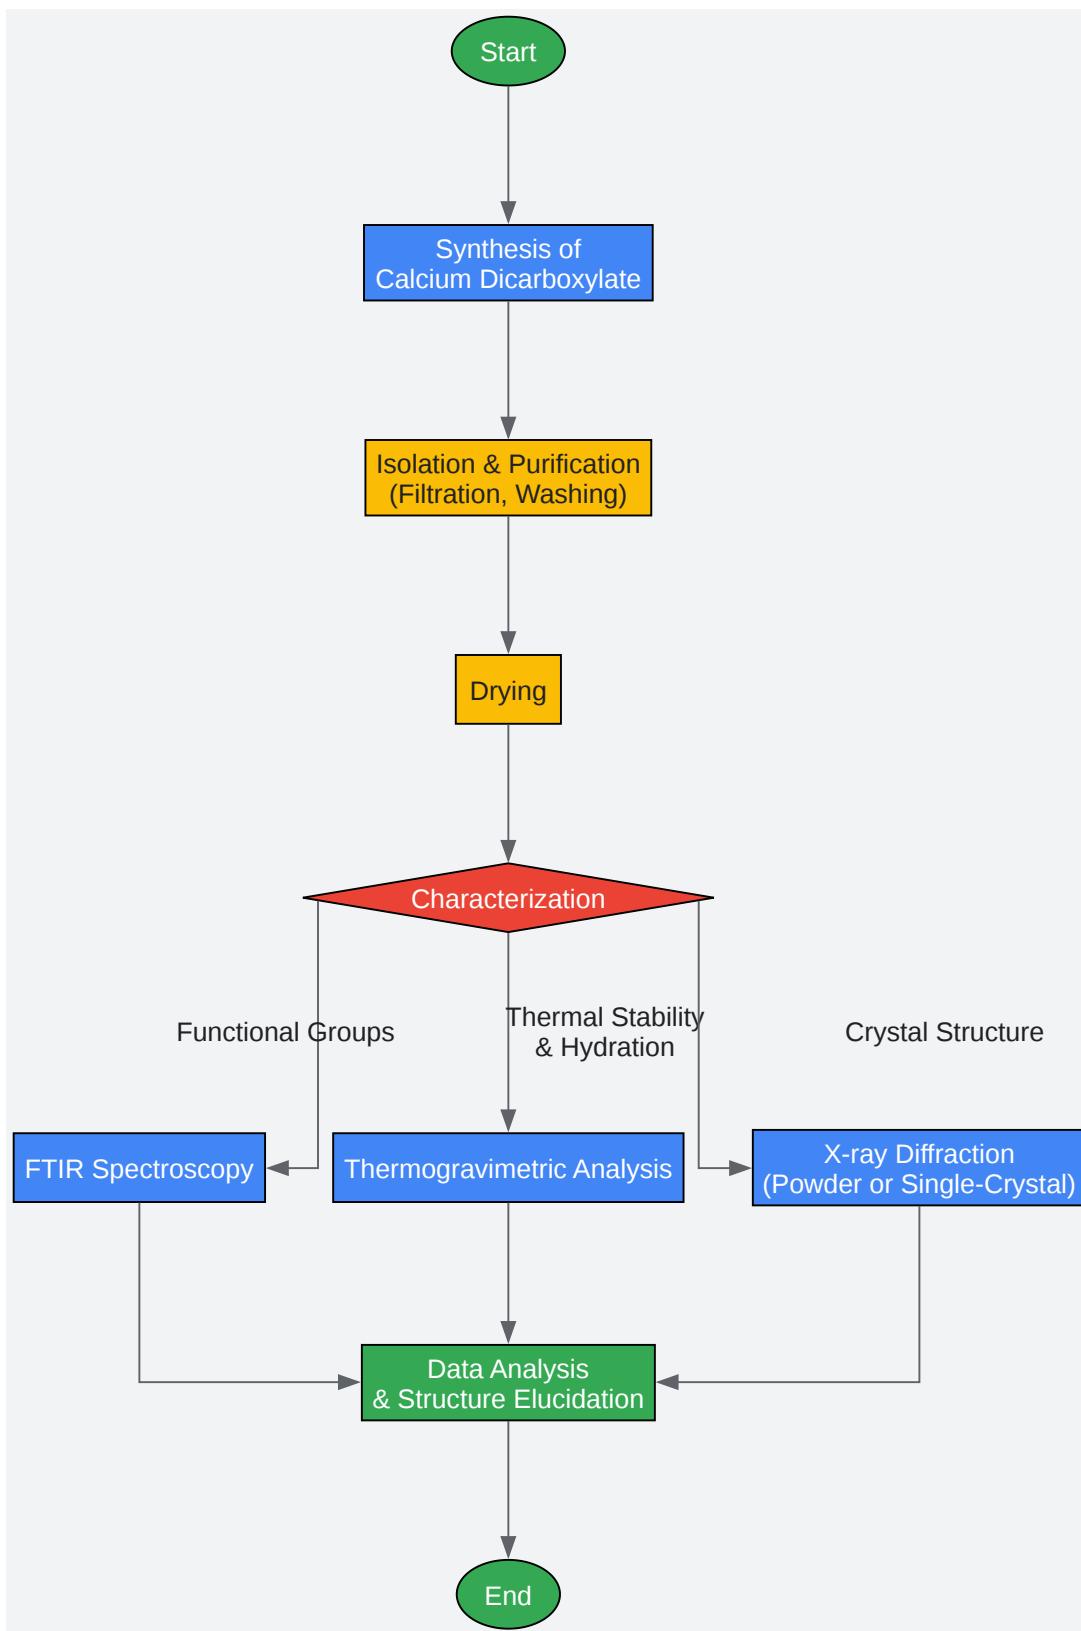 Start
Synthesis of
Calcium Dicarboxylate
Isolation & Purification
(Filtration, Washing)
Drying
Characterization
Functional Groups
Thermal Stability
& Hydration
Crystal Structure
FTIR Spectroscopy
Thermogravimetric Analysis
X-ray Diffraction
(Powder or Single-Crystal)
Data Analysis
& Structure Elucidation
End